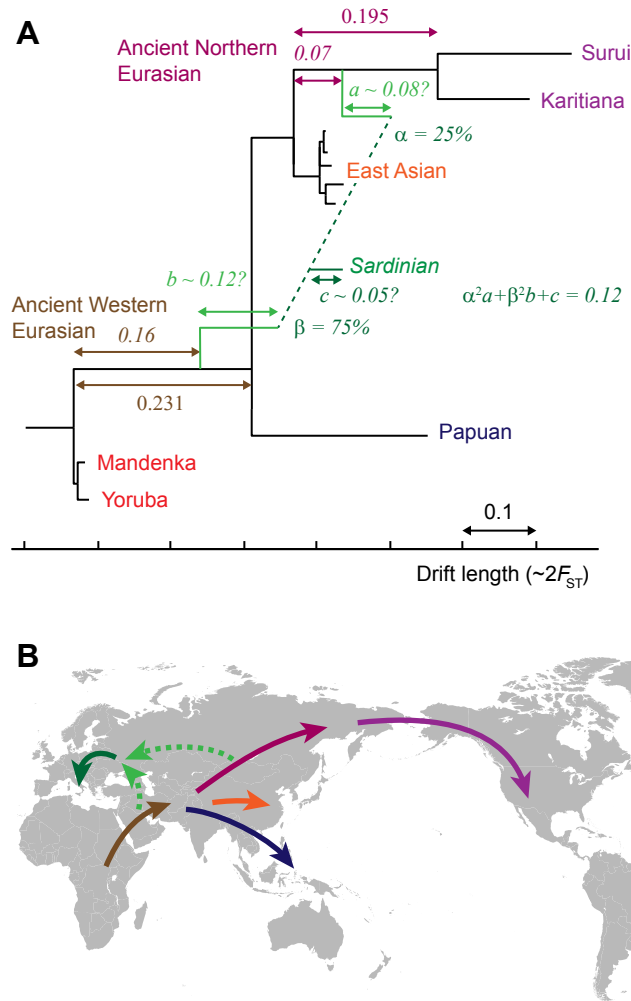 A
0.195
Ancient Northern
Eurasian
0.07
Surui
a ~ 0.08?
Karitiana
α = 25%
East Asian
b ~ 0.12?
Sardinian
c ~ 0.05?
α²a+β²b+c = 0.12
Ancient Western
Eurasian
0.16
β = 75%
0.231
Papuan
Mandenka
Yoruba
0.1
Drift length (~2F_ST)
B